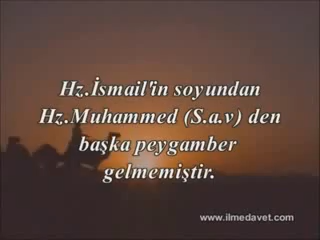 Hz.İsmail'in soyundan
Hz.Muhammed (S.a.v) den
başka peygamber
gelmemiştir.
www.ilmedavet.com